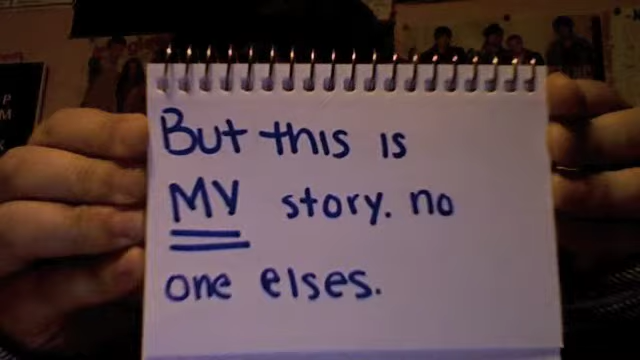 But this is
MY story. no
one elses.
P
M